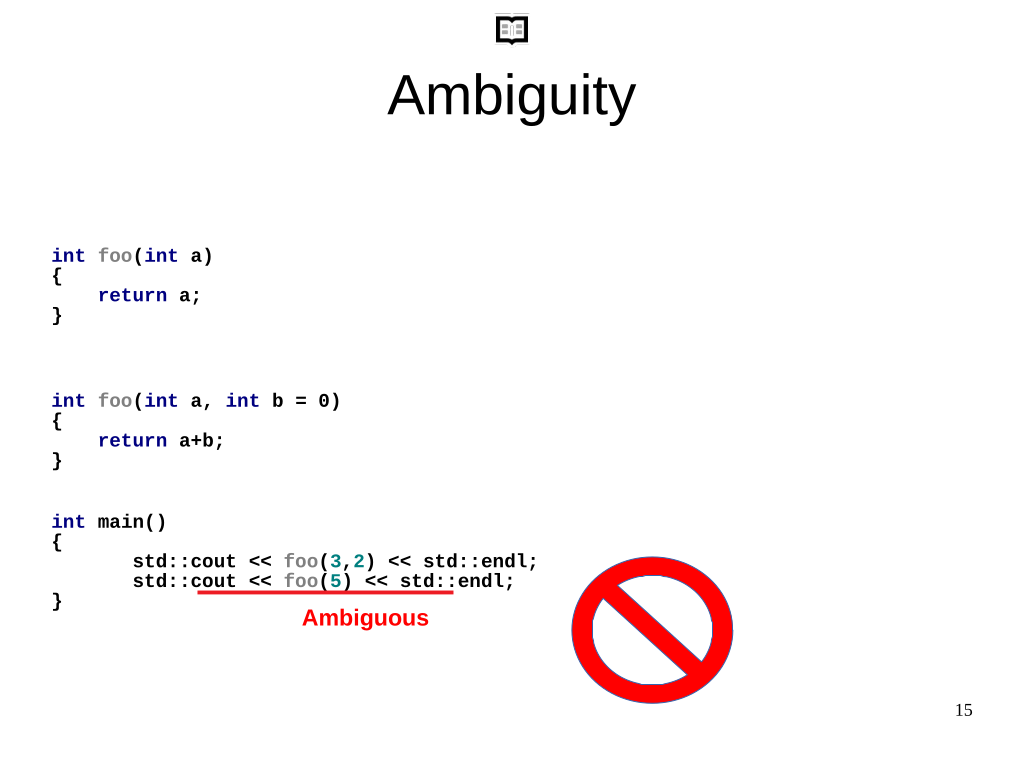 Ambiguity
int foo(int a)
{
    return a;
}
int foo(int a, int b = 0)
{
    return a+b;
}
int main()
{
       std::cout << foo(3,2) << std::endl;
       std::cout << foo(5) << std::endl;
}
Ambiguous
15